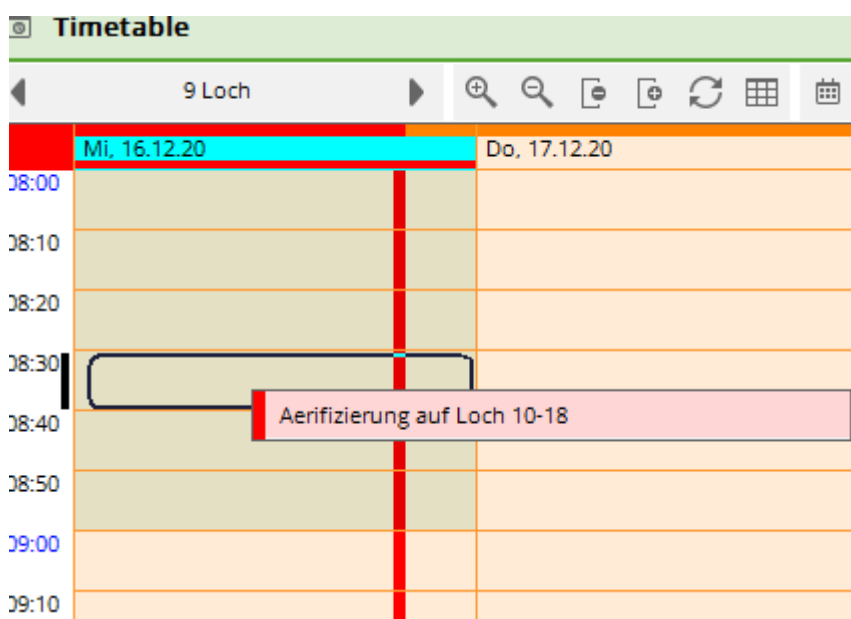 Timetable
9 Loch
Mi, 16.12.20
Do, 17.12.20
08:00
08:10
08:20
08:30
Aerifizierung auf Loch 10-18
08:40
08:50
09:00
09:10